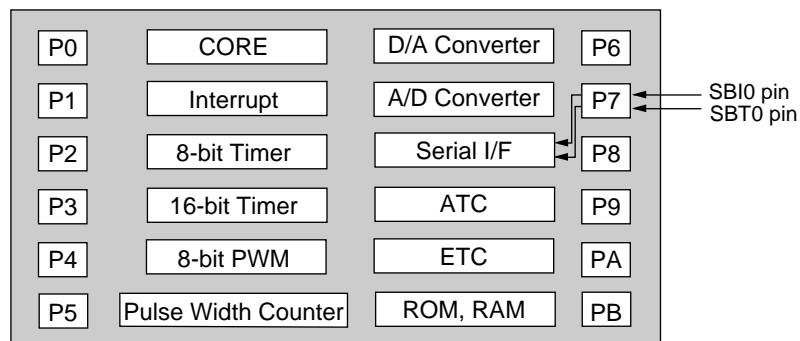 P0 CORE D/A Converter P6
P1 Interrupt A/D Converter P7 SBI0 pin
SBT0 pin
P2 8-bit Timer Serial I/F P8
P3 16-bit Timer ATC P9
P4 8-bit PWM ETC PA
P5 Pulse Width Counter ROM, RAM PB